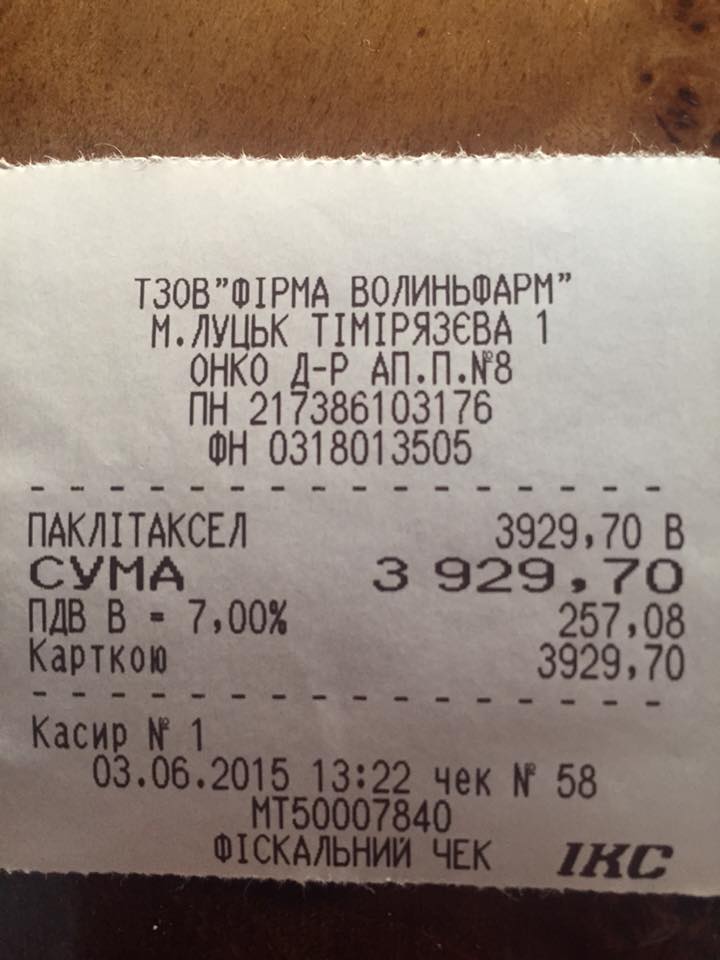 ТЗОВ"ФІРМА ВОЛИНЬФАРМ"
М.ЛУЦЬК ТІМІРЯЗЄВА 1
ОНКО Д-Р АП.П.№8
ПН 217386103176
ФН 0318013505
- - - - - - - - - - - - - - - -
ПАКЛІТАКСЕЛ 3929,70 В
СУМА 3 929,70
ПДВ В = 7,00% 257,08
Карткою 3929,70
- - - - - - - - - - - - - - - -
Касир № 1
03.06.2015 13:22 чек № 58
МТ50007840
ФІСКАЛЬНИЙ ЧЕК ІКС